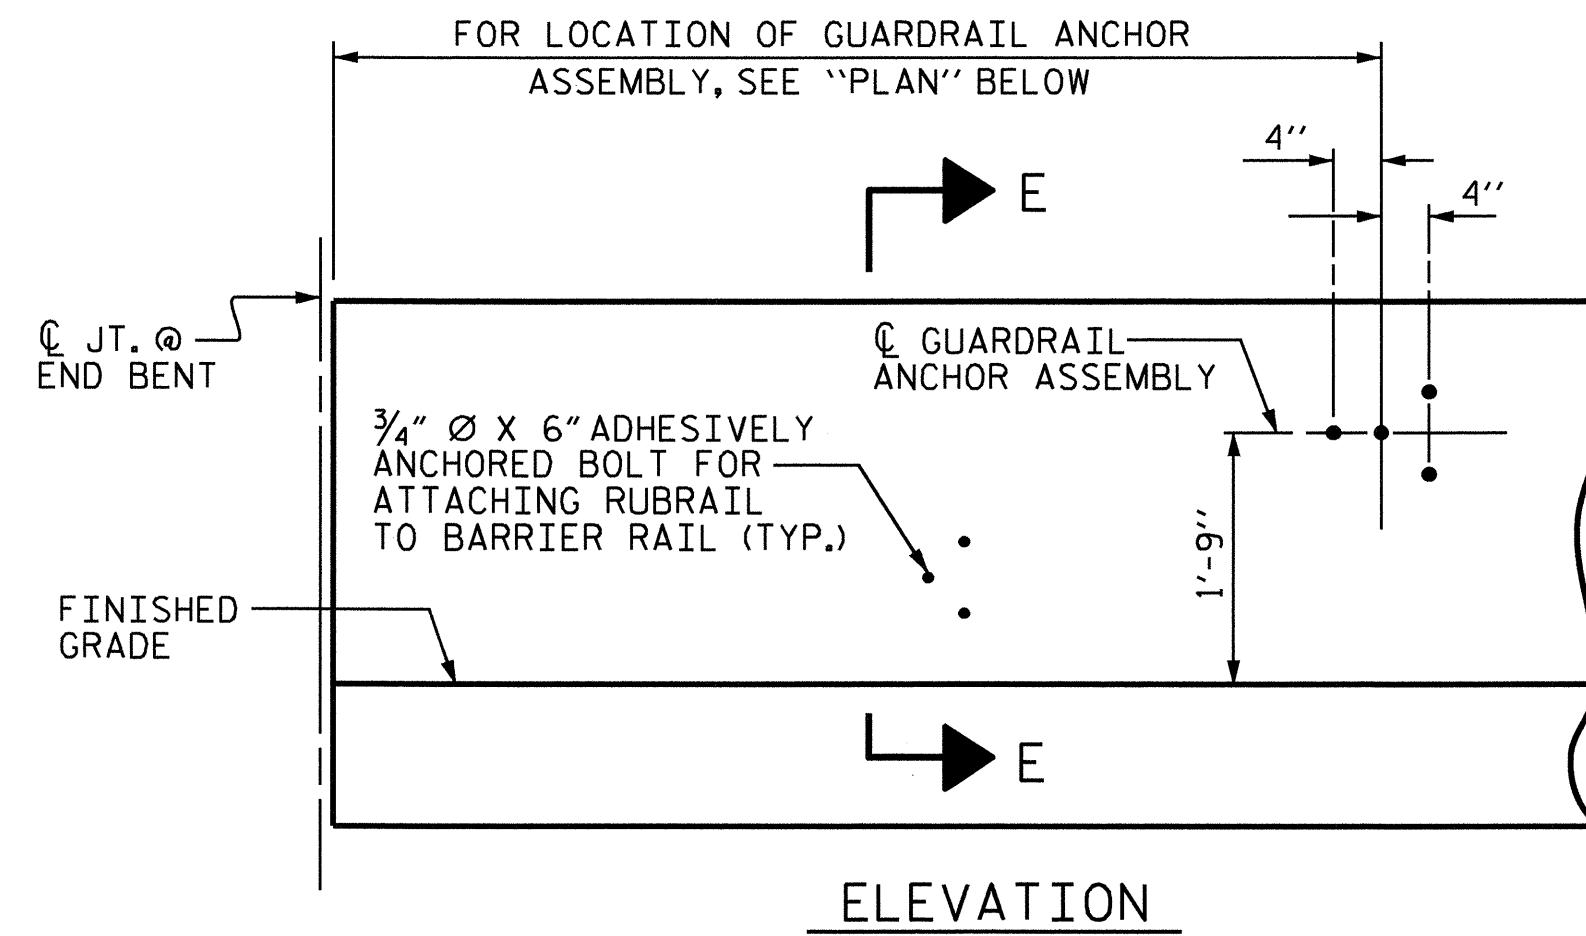 FOR LOCATION OF GUARDRAIL ANCHOR
ASSEMBLY, SEE ‶PLAN″ BELOW
4″
4″
E
℄ JT. @
END BENT
℄ GUARDRAIL
ANCHOR ASSEMBLY
¾″ Ø X 6″ ADHESIVELY
ANCHORED BOLT FOR
ATTACHING RUBRAIL
TO BARRIER RAIL (TYP.)
1′-9″
FINISHED
GRADE
E
ELEVATION